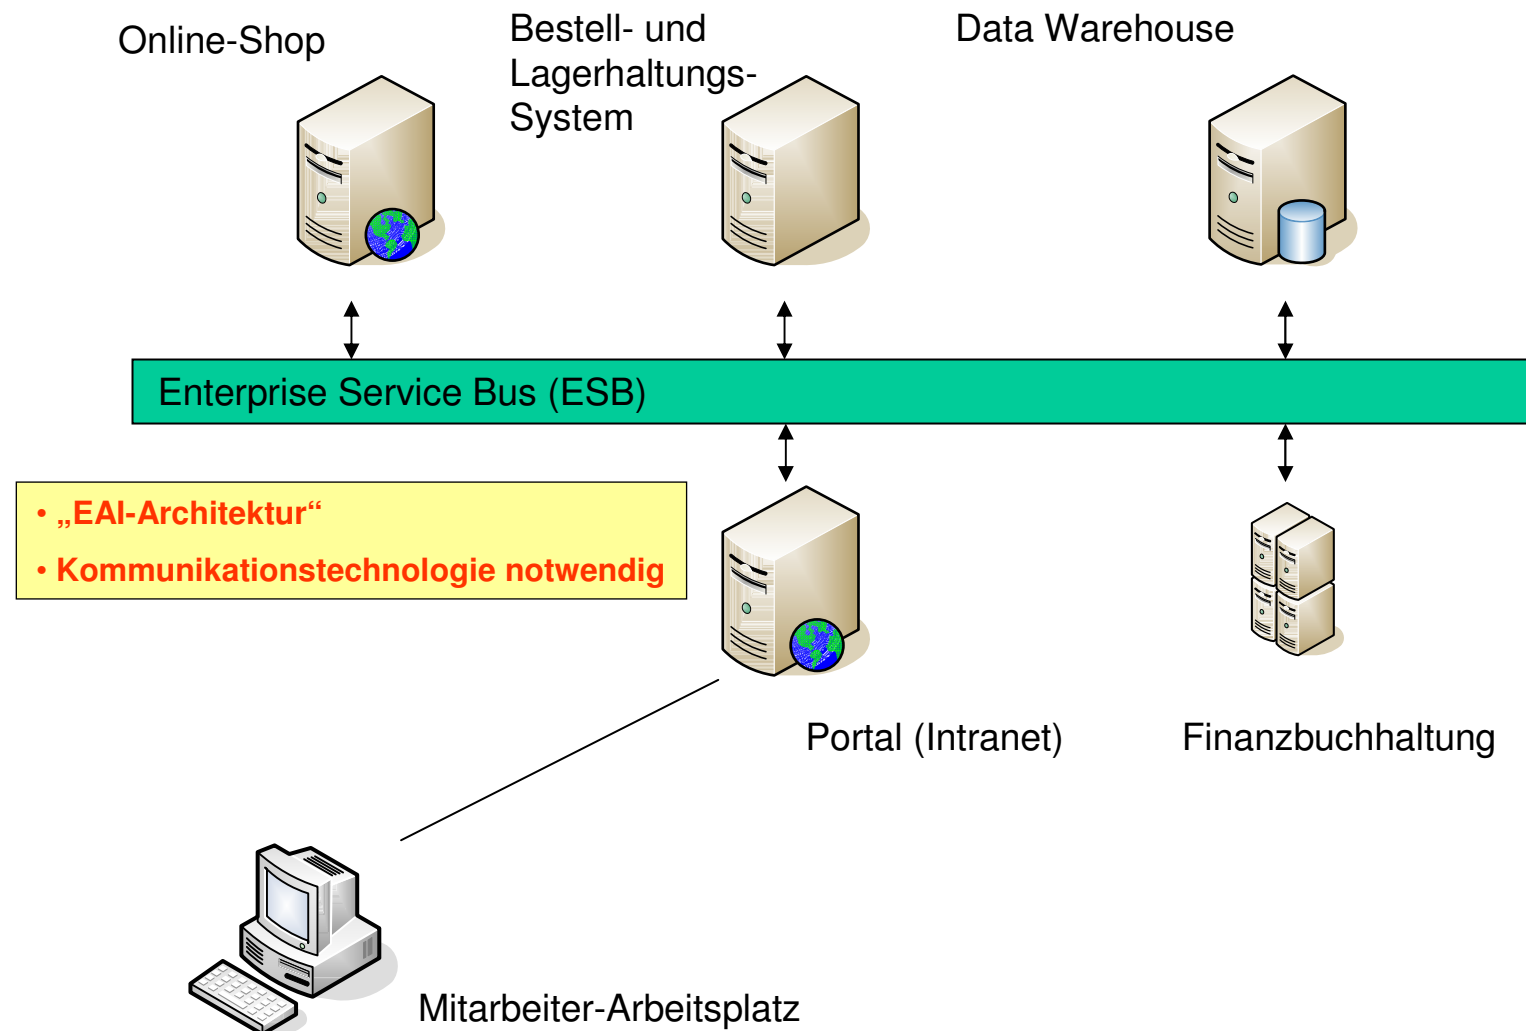 Online-Shop
Bestell- und
Lagerhaltungs-
System
Data Warehouse
Enterprise Service Bus (ESB)
• „EAI-Architektur“
• Kommunikationstechnologie notwendig
Portal (Intranet)
Finanzbuchhaltung
Mitarbeiter-Arbeitsplatz